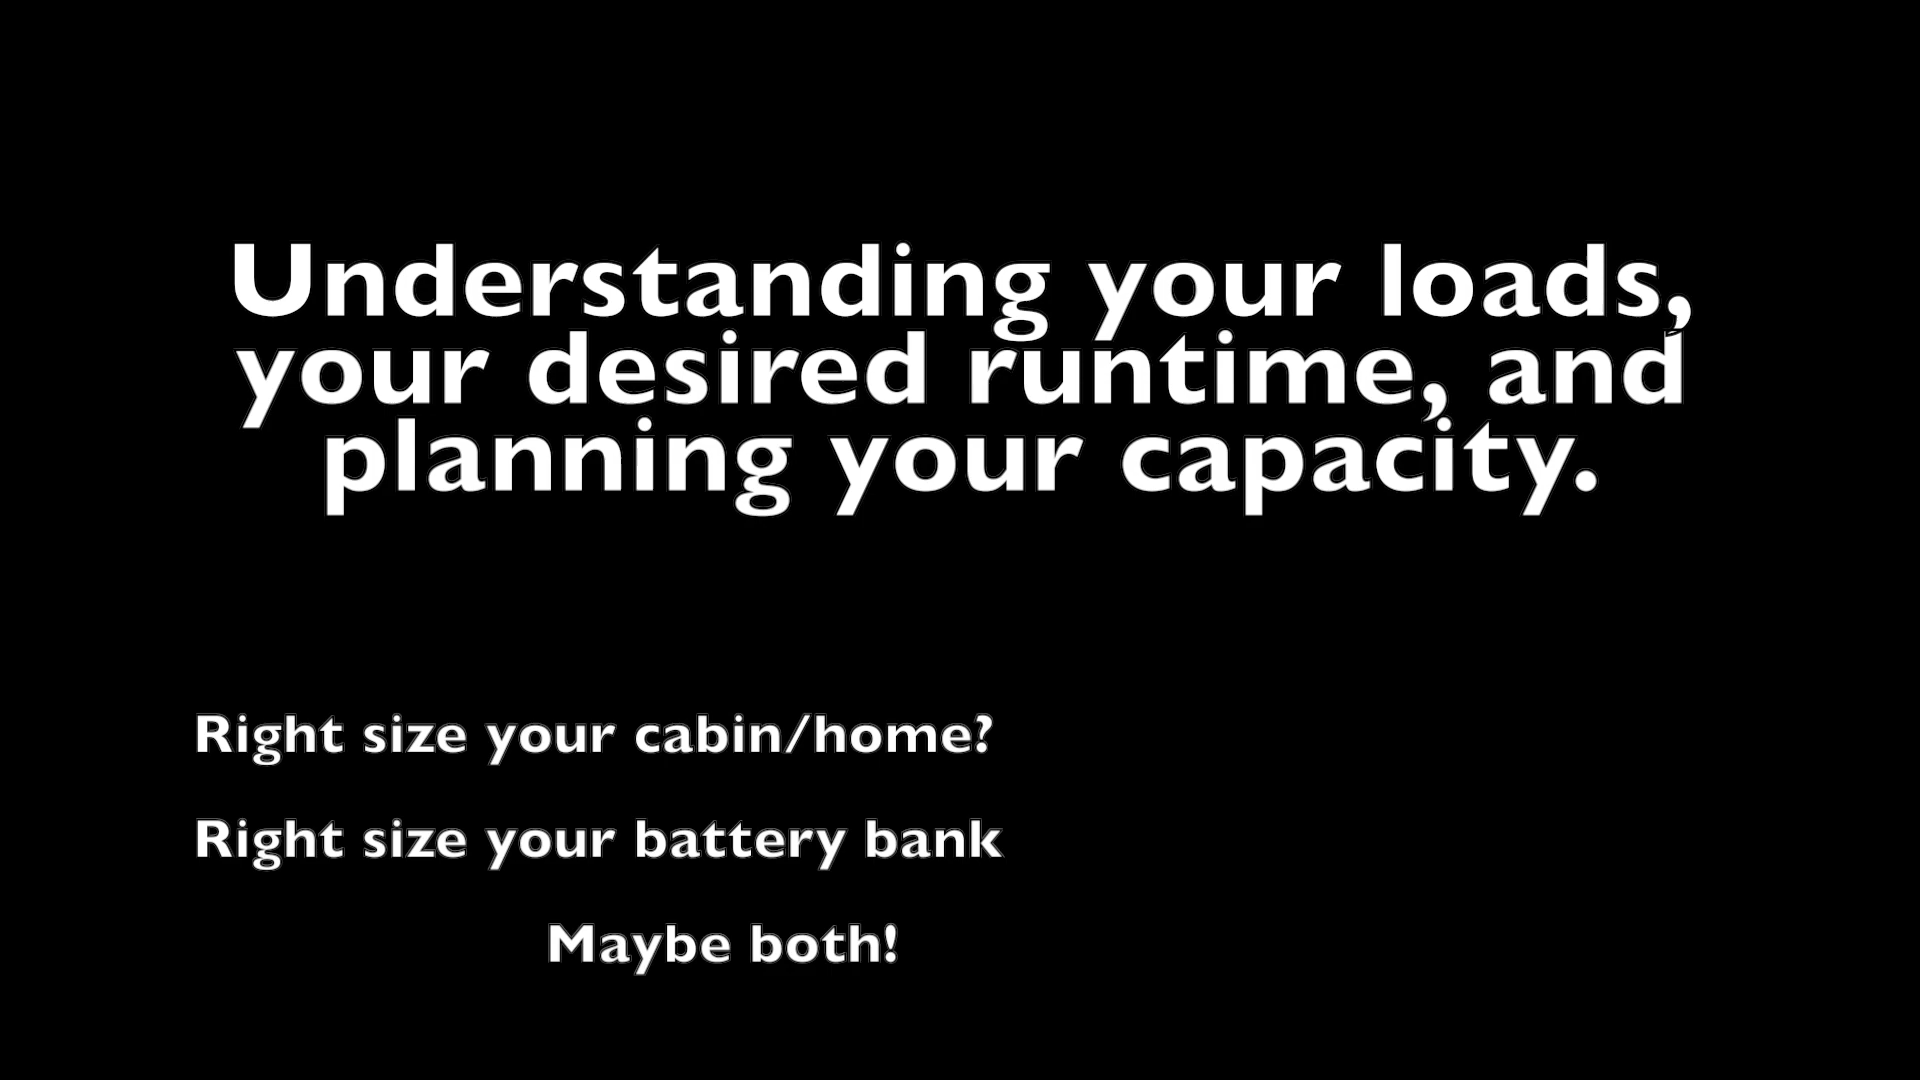 Understanding your loads,
your desired runtime, and
planning your capacity.
Right size your cabin/home?
Right size your battery bank
Maybe both!